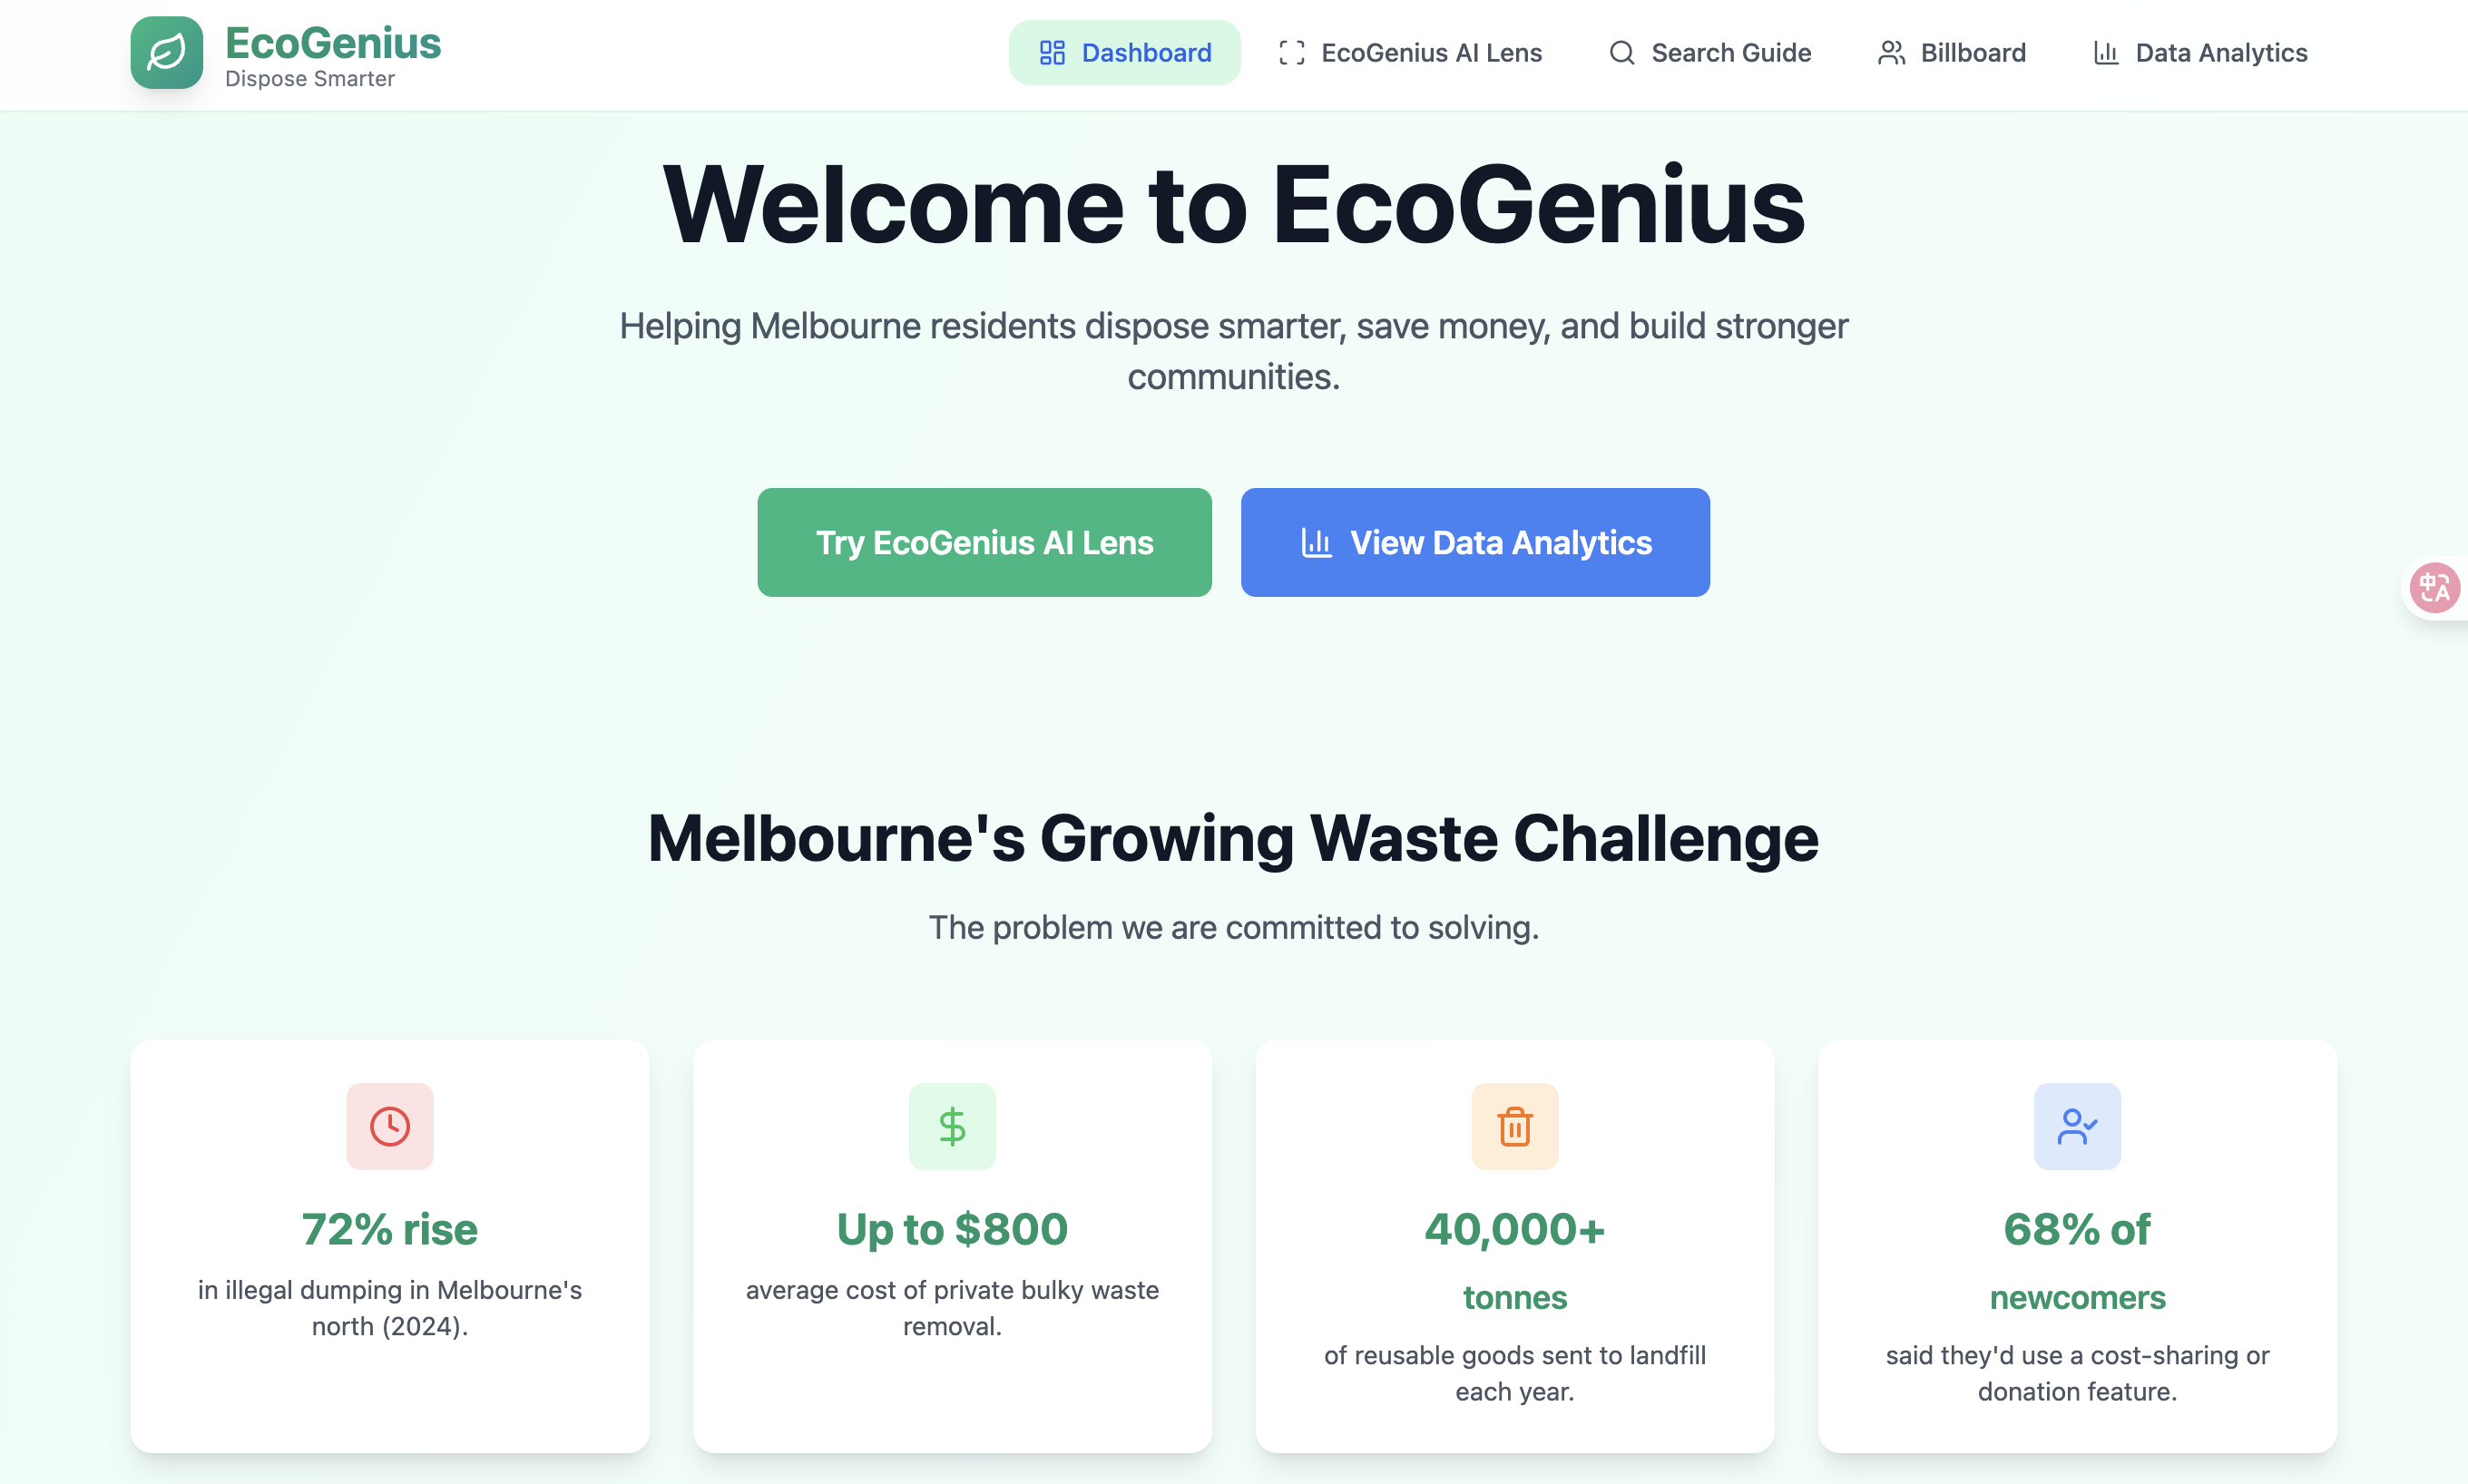 EcoGenius
Dispose Smarter
Dashboard
EcoGenius AI Lens
Search Guide
Billboard
Data Analytics
Welcome to EcoGenius
Helping Melbourne residents dispose smarter, save money, and build stronger
communities.
Try EcoGenius AI Lens
View Data Analytics
中A
Melbourne's Growing Waste Challenge
The problem we are committed to solving.
72% rise
in illegal dumping in Melbourne's
north (2024).
Up to $800
average cost of private bulky waste
removal.
40,000+
tonnes
of reusable goods sent to landfill
each year.
68% of
newcomers
said they'd use a cost-sharing or
donation feature.